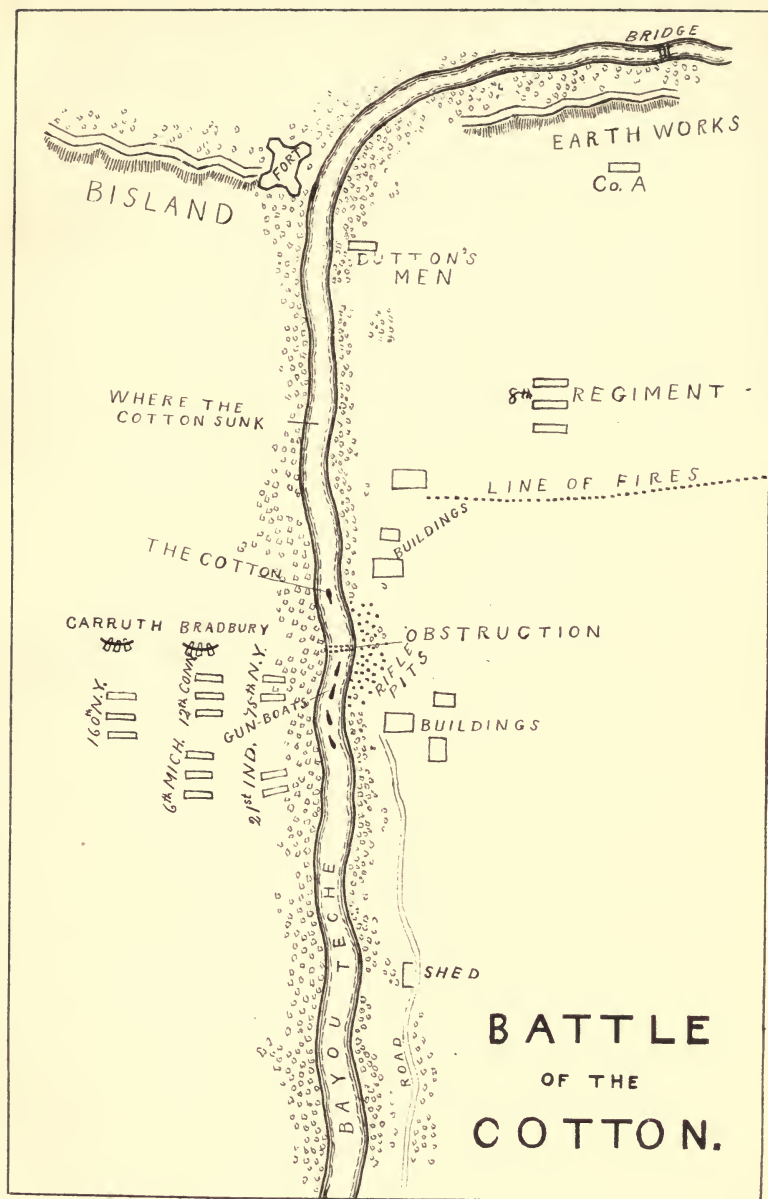 BRIDGE
EARTH WORKS
FORT
BISLAND
Co. A
DUTTON'S
MEN
WHERE THE
COTTON SUNK
8th REGIMENT
LINE OF FIRES
BUILDINGS
THE COTTON
CARRUTH BRADBURY
OBSTRUCTION
RIFLE
PITS
160th N.Y.
12th CONN.
75th N.Y.
GUN-BOATS
BUILDINGS
6th MICH.
21st IND.
BAYOU TECHE
SHED
ROAD
BATTLE
OF THE
COTTON.